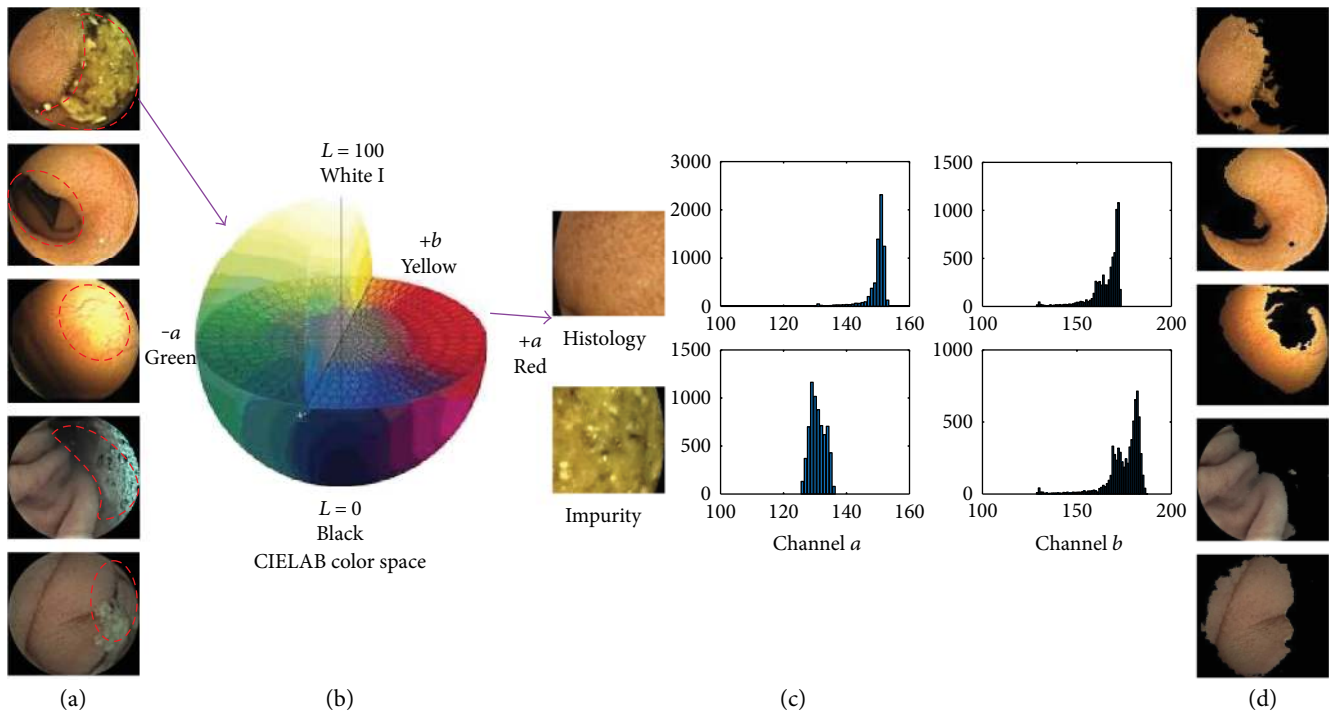 L = 100
White I
+b
Yellow
−a
Green
+a
Red
L = 0
Black
CIELAB color space
Histology
Impurity
3000
2000
1000
0
100
120
140
160
1500
1000
500
0
100
150
200
1500
1000
500
0
100
120
140
160
Channel a
1000
500
0
100
150
200
Channel b
(a)
(b)
(c)
(d)